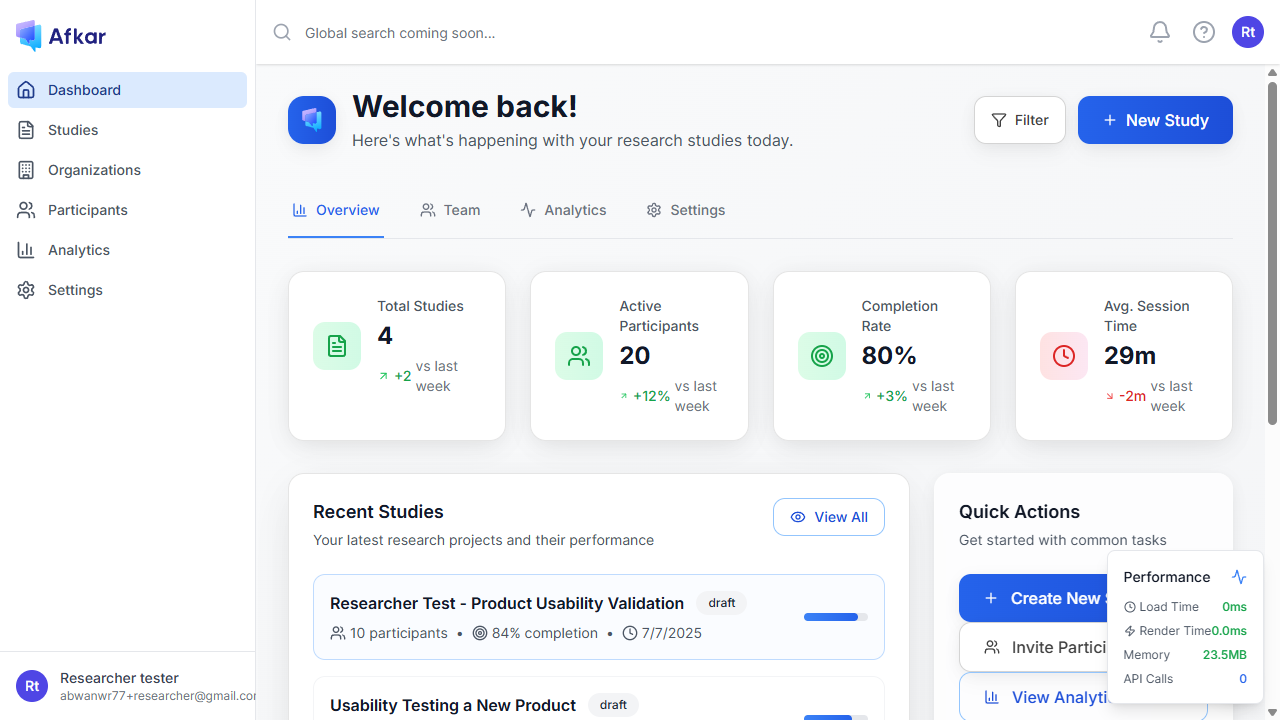 Afkar
Global search coming soon...
Rt
Dashboard
Studies
Organizations
Participants
Analytics
Settings
Welcome back!
Here's what's happening with your research studies today.
Filter
New Study
Overview
Team
Analytics
Settings
Total Studies
4
+2 vs last
week
Active
Participants
20
+12% vs last
week
Completion
Rate
80%
+3% vs last
week
Avg. Session
Time
29m
-2m vs last
week
Recent Studies
Your latest research projects and their performance
View All
Researcher Test - Product Usability Validation draft
10 participants • 84% completion • 7/7/2025
Usability Testing a New Product draft
Quick Actions
Get started with common tasks
Create New
Invite Partici
View Analyti
Performance
Load Time 0ms
Render Time 0.0ms
Memory 23.5MB
API Calls 0
Rt
Researcher tester
abwanwr77+researcher@gmail.com